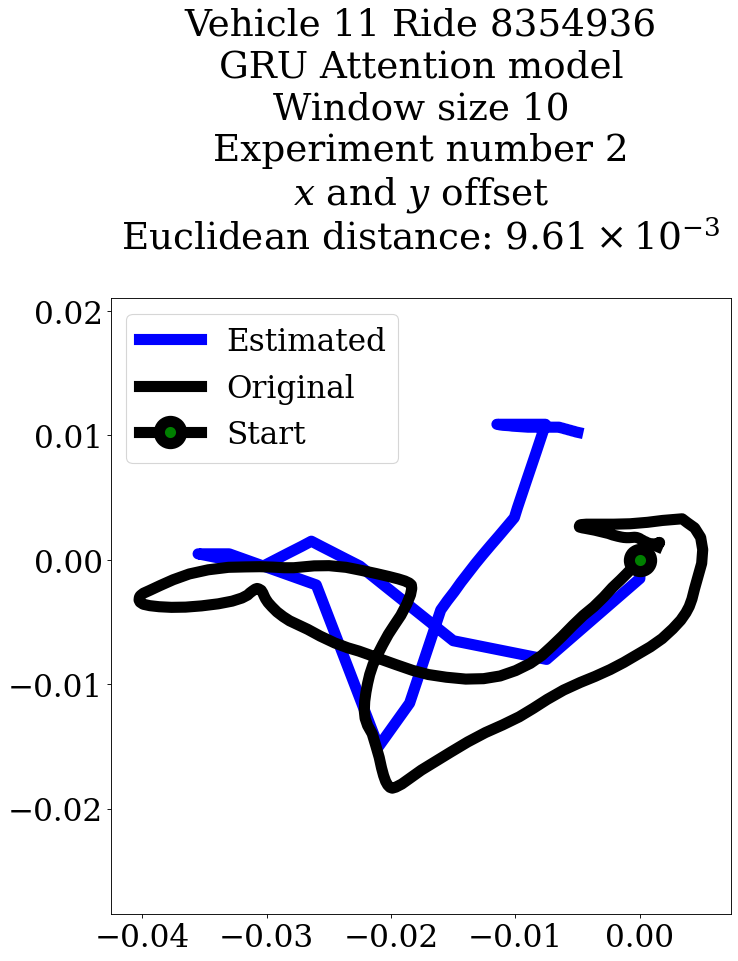 Vehicle 11 Ride 8354936
GRU Attention model
Window size 10
Experiment number 2
x and y offset
Euclidean distance: 9.61 × 10⁻³
0.02
0.01
0.00
−0.01
−0.02
Estimated
Original
Start
−0.04 −0.03 −0.02 −0.01 0.00